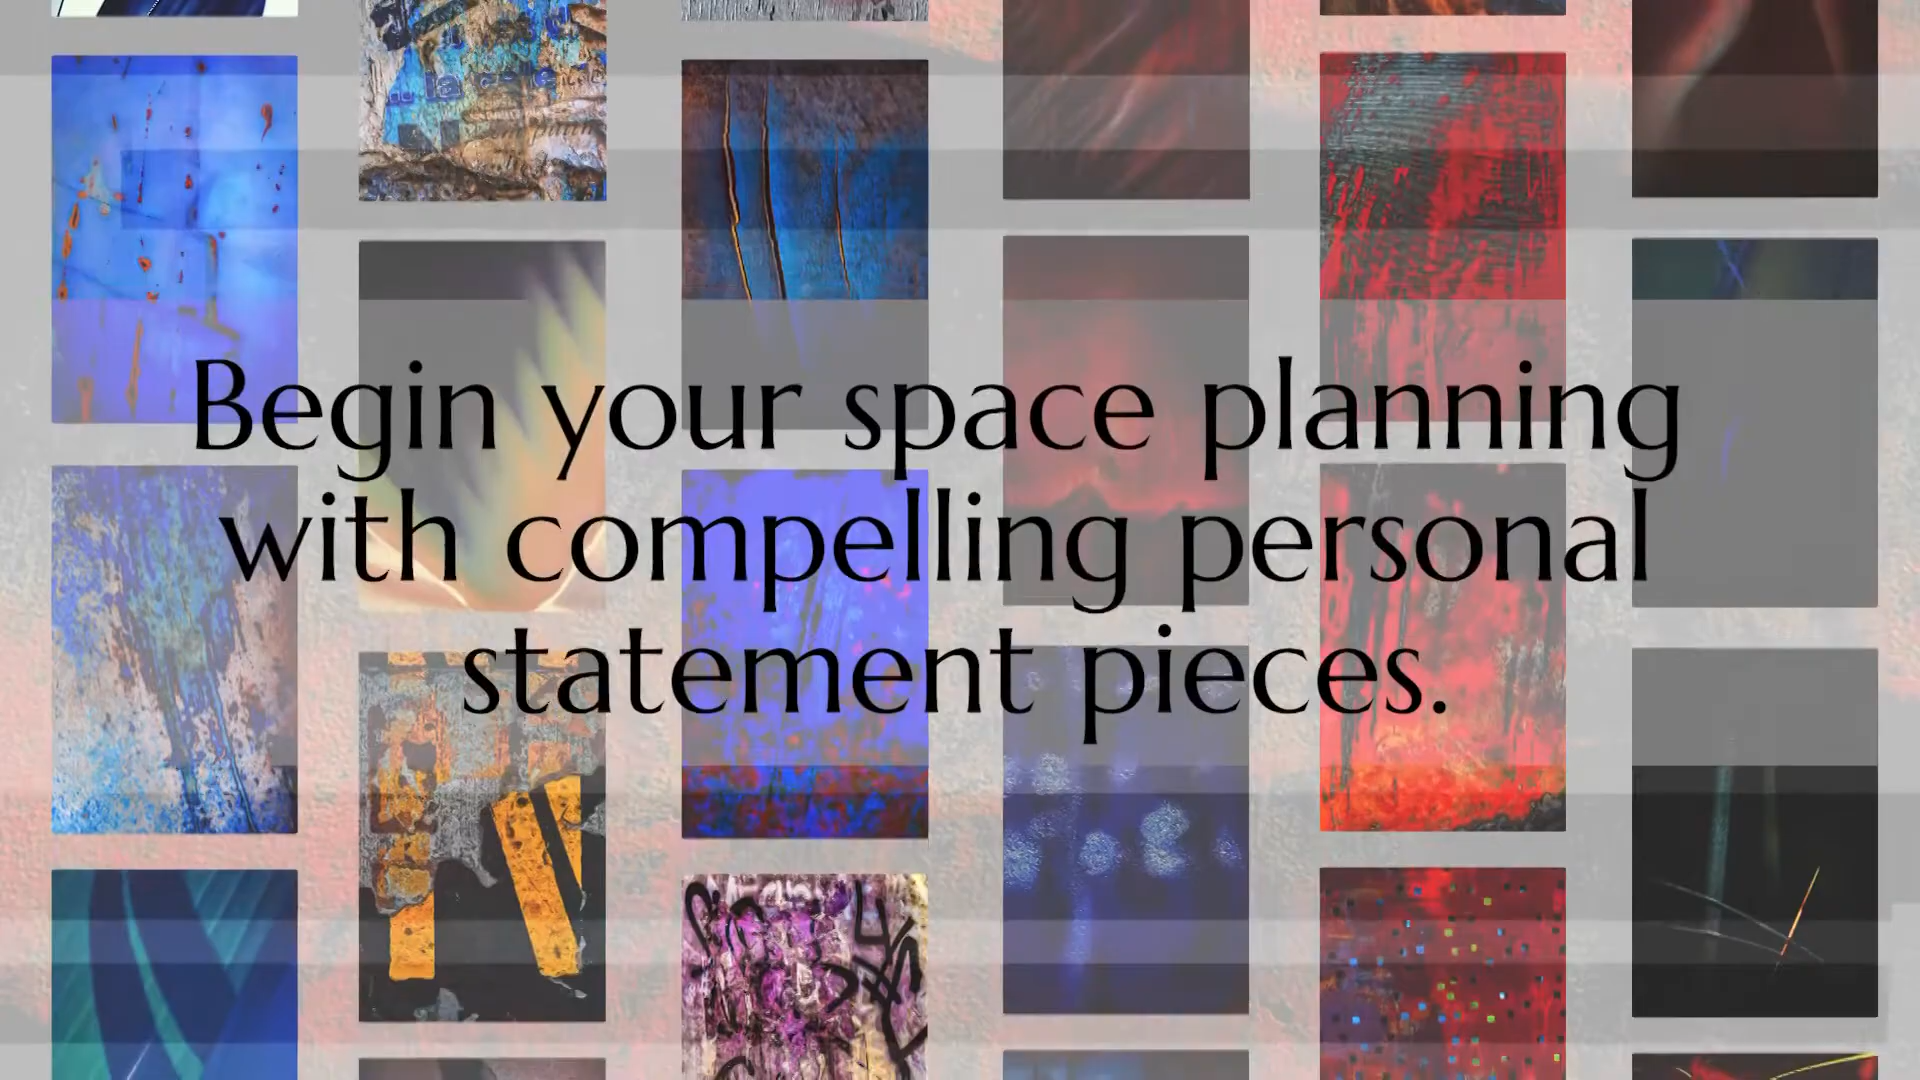 Begin your space planning
with compelling personal
statement pieces.